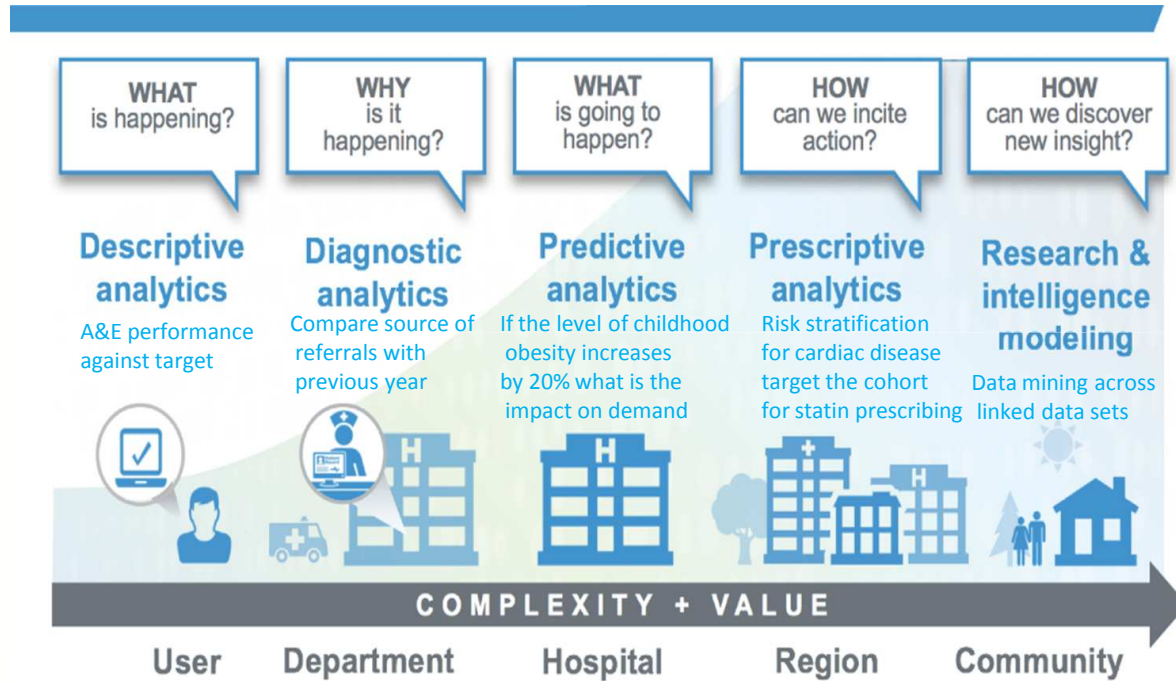 WHAT
is happening?
WHY
is it
happening?
WHAT
is going to
happen?
HOW
can we incite
action?
HOW
can we discover
new insight?
Descriptive
analytics
A&E performance
against target
Diagnostic
analytics
Compare source of
referrals with
previous year
Predictive
analytics
If the level of childhood
obesity increases
by 20% what is the
impact on demand
Prescriptive
analytics
Risk stratification
for cardiac disease
target the cohort
for statin prescribing
Research &
intelligence
modeling
Data mining across
linked data sets
H
H
H
COMPLEXITY + VALUE
User
Department
Hospital
Region
Community